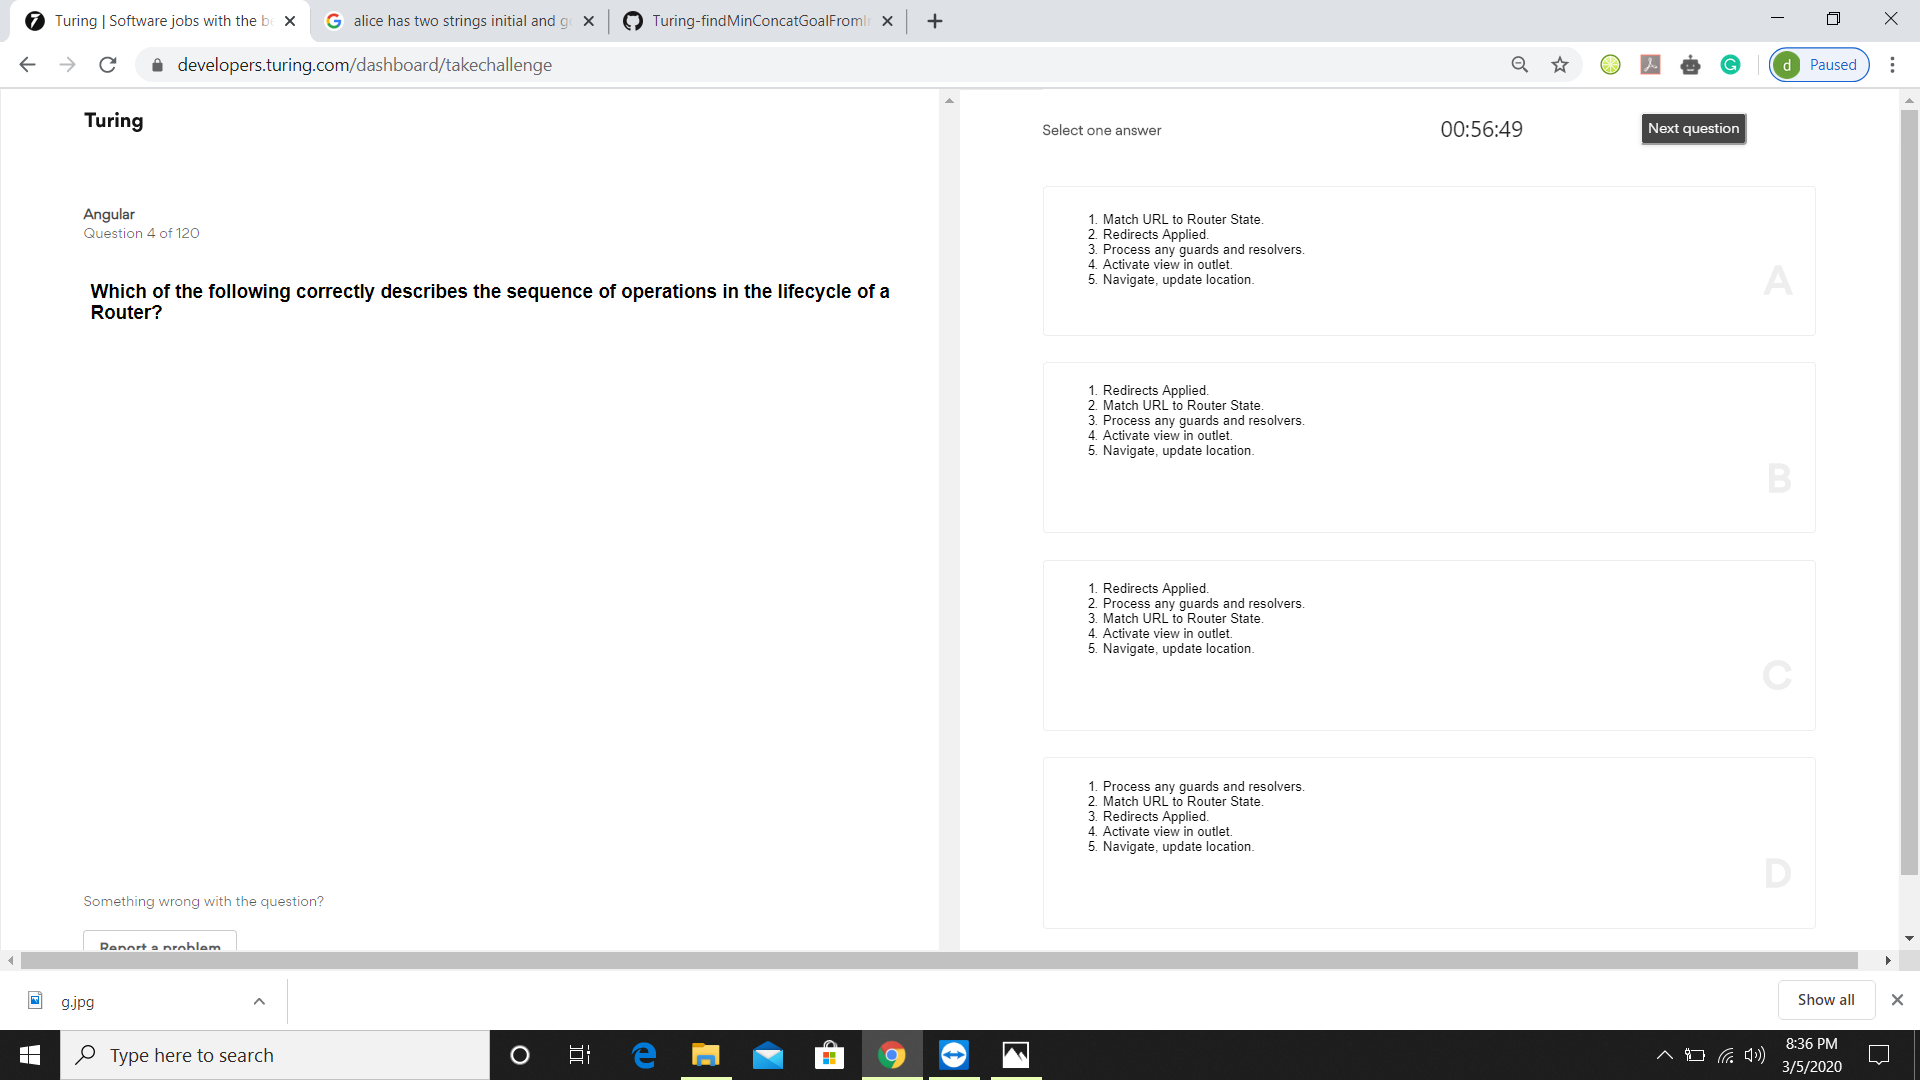 Turing | Software jobs with the b
alice has two strings initial and g
Turing-findMinConcatGoalFromI
developers.turing.com/dashboard/takechallenge
d Paused
Turing
Select one answer
00:56:49
Next question
Angular
Question 4 of 120
Which of the following correctly describes the sequence of operations in the lifecycle of a
Router?
1. Match URL to Router State.
2. Redirects Applied.
3. Process any guards and resolvers.
4. Activate view in outlet.
5. Navigate, update location.
A
1. Redirects Applied.
2. Match URL to Router State.
3. Process any guards and resolvers.
4. Activate view in outlet.
5. Navigate, update location.
B
1. Redirects Applied.
2. Process any guards and resolvers.
3. Match URL to Router State.
4. Activate view in outlet.
5. Navigate, update location.
C
1. Process any guards and resolvers.
2. Match URL to Router State.
3. Redirects Applied.
4. Activate view in outlet.
5. Navigate, update location.
D
Something wrong with the question?
Report a problem
g.jpg
Show all
Type here to search
8:36 PM
3/5/2020